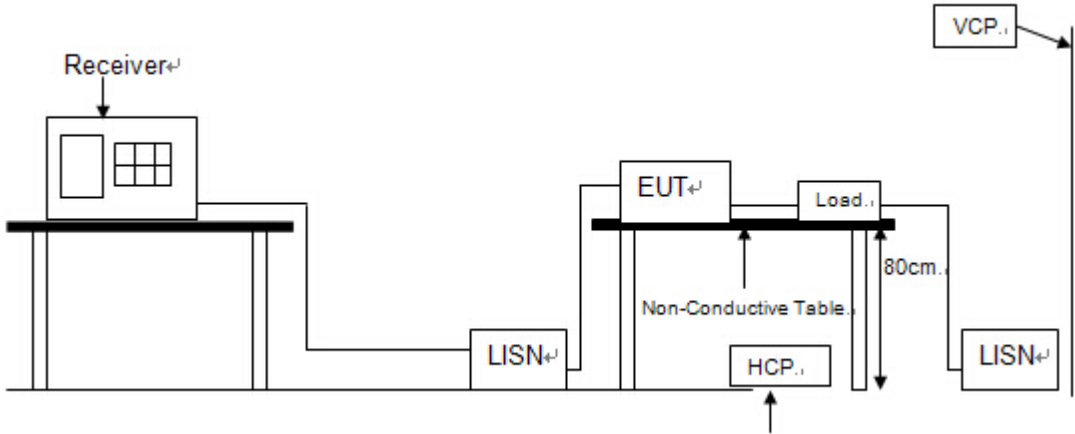 VCP.
Receiver
EUT
Load.
80cm.
Non-Conductive Table.
LISN
HCP.
LISN